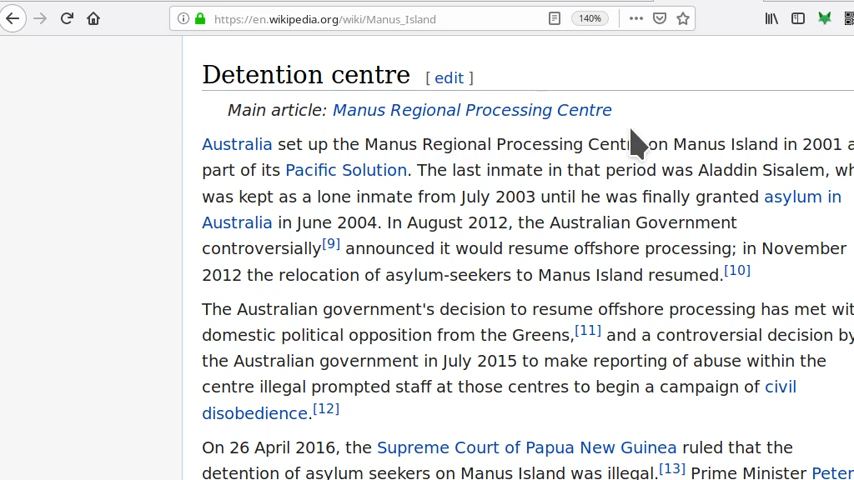 https://en.wikipedia.org/wiki/Manus_Island
140%
Detention centre [ edit ]
Main article: Manus Regional Processing Centre
Australia set up the Manus Regional Processing on Manus Island in 2001
part of its Pacific Solution. The last inmate in that period was Aladdin Sisalem,
was kept as a lone inmate from July 2003 until he was finally granted asylum in
Australia in June 2004. In August 2012, the Australian Government
controversially[9] announced it would resume offshore processing; in November
2012 the relocation of asylum-seekers to Manus Island resumed.[10]
The Australian government's decision to resume offshore processing has met
domestic political opposition from the Greens,[11] and a controversial decision by
the Australian government in July 2015 to make reporting of abuse within the
centre illegal prompted staff at those centres to begin a campaign of civil
disobedience.[12]
On 26 April 2016, the Supreme Court of Papua New Guinea ruled that the
detention of asylum seekers on Manus Island was illegal.[13] Prime Minister Peter